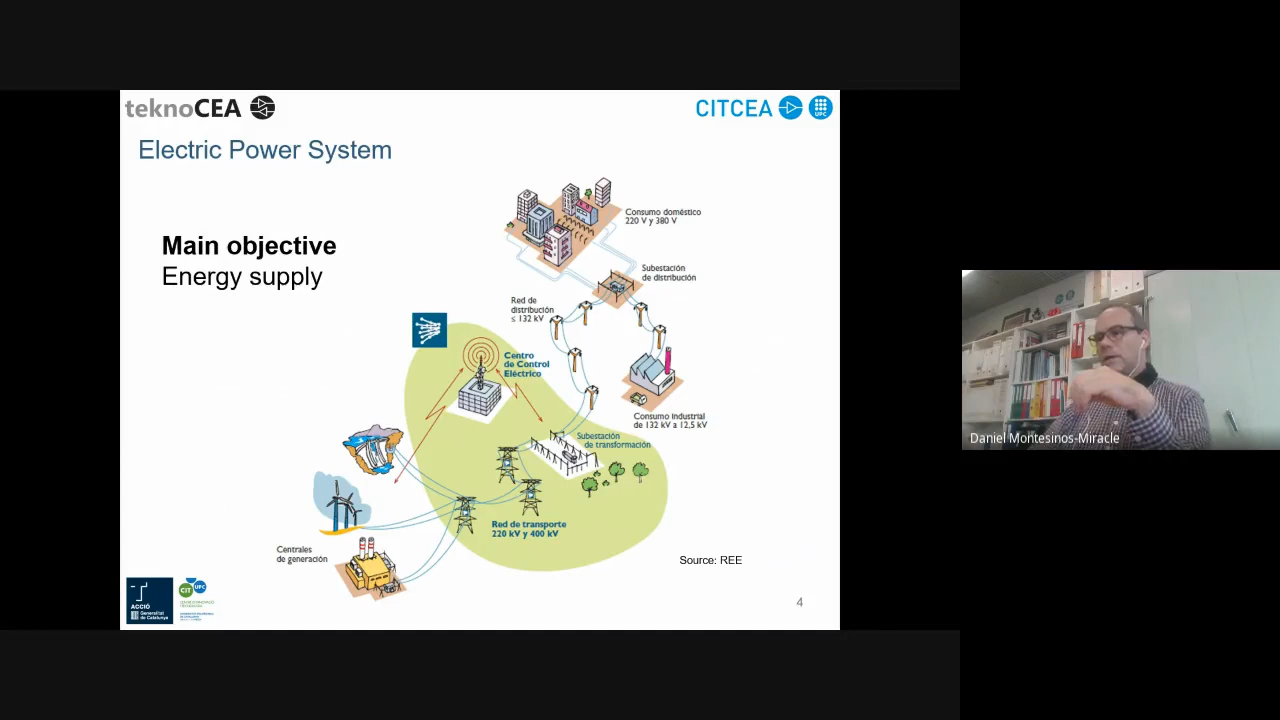 teknoCEA
CITCEA
UPC
Electric Power System
Main objective
Energy supply
Consumo doméstico
220 V y 380 V
Subestación
de distribución
Red de
distribución
≤ 132 kV
Centro
de Control
Eléctrico
Consumo industrial
de 132 kV a 12,5 kV
Subestación
de transformación
Red de transporte
220 kV y 400 kV
Centrales
de generación
Source: REE
ACCIÓ
Generalitat
de Catalunya
CIT
UPC
4
Daniel Montesinos-Miracle